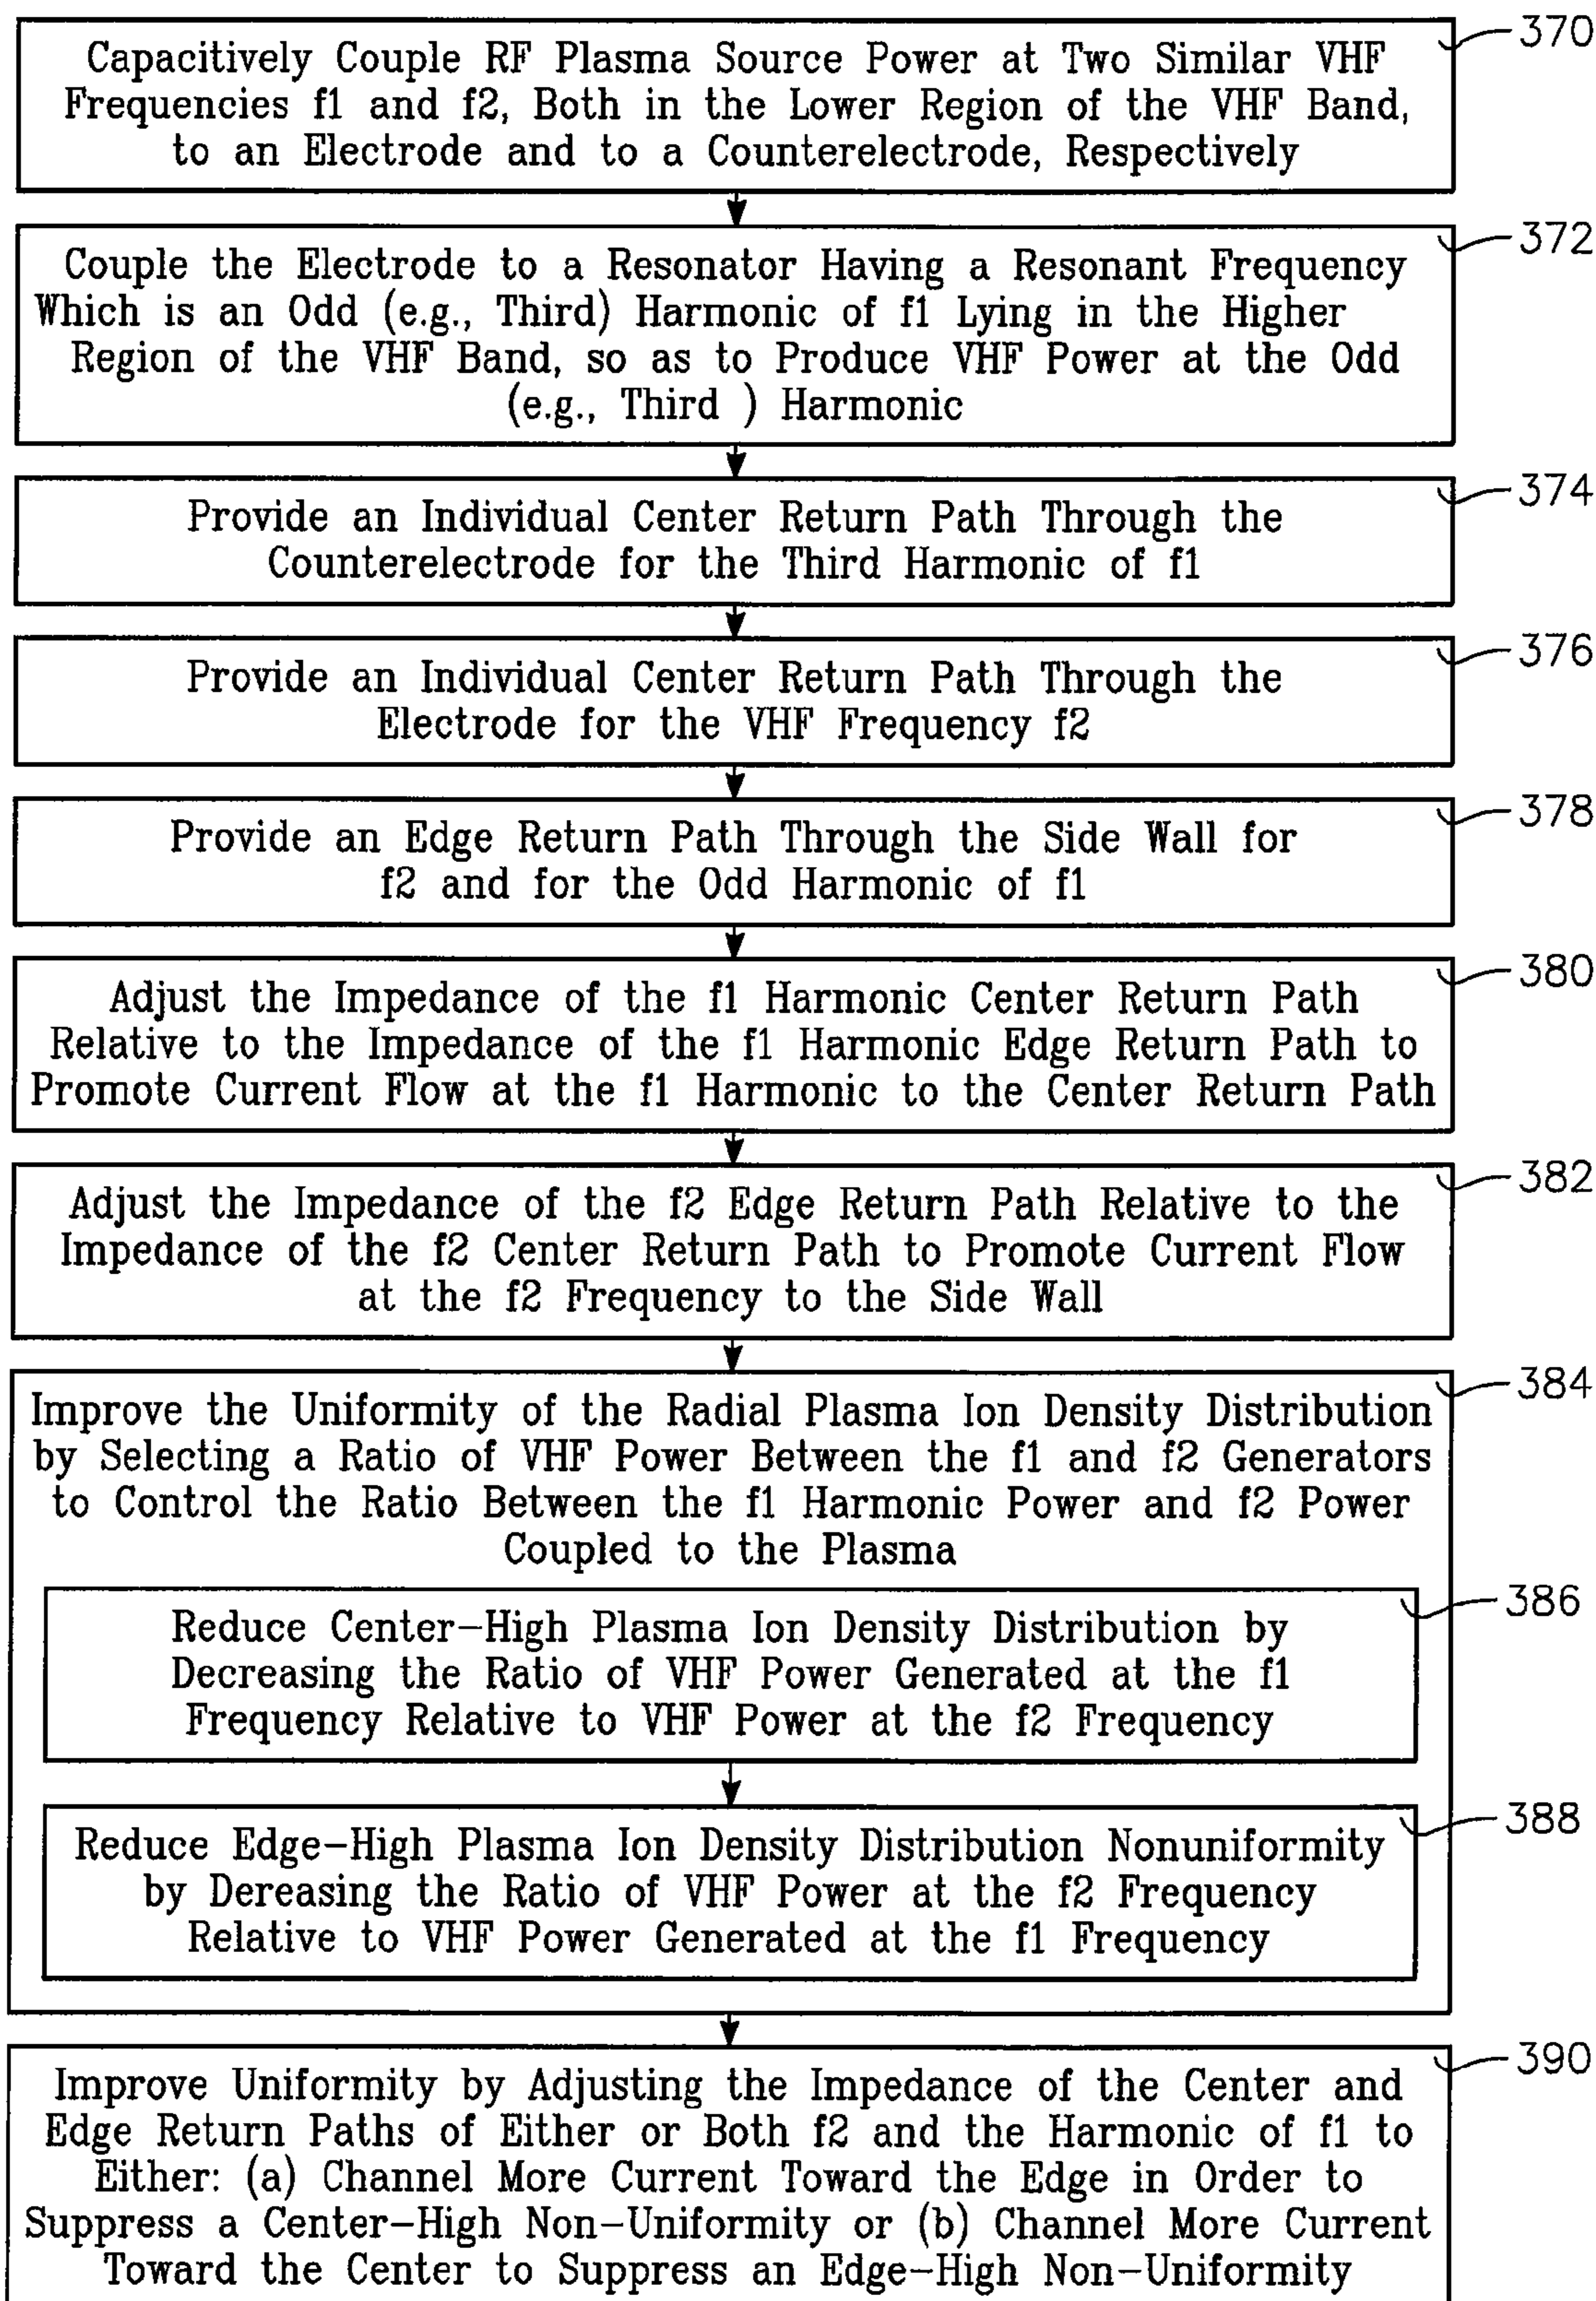 370
Capacitively Couple RF Plasma Source Power at Two Similar VHF
Frequencies f1 and f2, Both in the Lower Region of the VHF Band,
to an Electrode and to a Counterelectrode, Respectively
372
Couple the Electrode to a Resonator Having a Resonant Frequency
Which is an Odd (e.g., Third) Harmonic of f1 Lying in the Higher
Region of the VHF Band, so as to Produce VHF Power at the Odd
(e.g., Third ) Harmonic
374
Provide an Individual Center Return Path Through the
Counterelectrode for the Third Harmonic of f1
376
Provide an Individual Center Return Path Through the
Electrode for the VHF Frequency f2
378
Provide an Edge Return Path Through the Side Wall for
f2 and for the Odd Harmonic of f1
380
Adjust the Impedance of the f1 Harmonic Center Return Path
Relative to the Impedance of the f1 Harmonic Edge Return Path to
Promote Current Flow at the f1 Harmonic to the Center Return Path
382
Adjust the Impedance of the f2 Edge Return Path Relative to the
Impedance of the f2 Center Return Path to Promote Current Flow
at the f2 Frequency to the Side Wall
384
Improve the Uniformity of the Radial Plasma Ion Density Distribution
by Selecting a Ratio of VHF Power Between the f1 and f2 Generators
to Control the Ratio Between the f1 Harmonic Power and f2 Power
Coupled to the Plasma
386
Reduce Center-High Plasma Ion Density Distribution by
Decreasing the Ratio of VHF Power Generated at the f1
Frequency Relative to VHF Power at the f2 Frequency
388
Reduce Edge-High Plasma Ion Density Distribution Nonuniformity
by Dereasing the Ratio of VHF Power at the f2 Frequency
Relative to VHF Power Generated at the f1 Frequency
390
Improve Uniformity by Adjusting the Impedance of the Center and
Edge Return Paths of Either or Both f2 and the Harmonic of f1 to
Either: (a) Channel More Current Toward the Edge in Order to
Suppress a Center-High Non-Uniformity or (b) Channel More Current
Toward the Center to Suppress an Edge-High Non-Uniformity